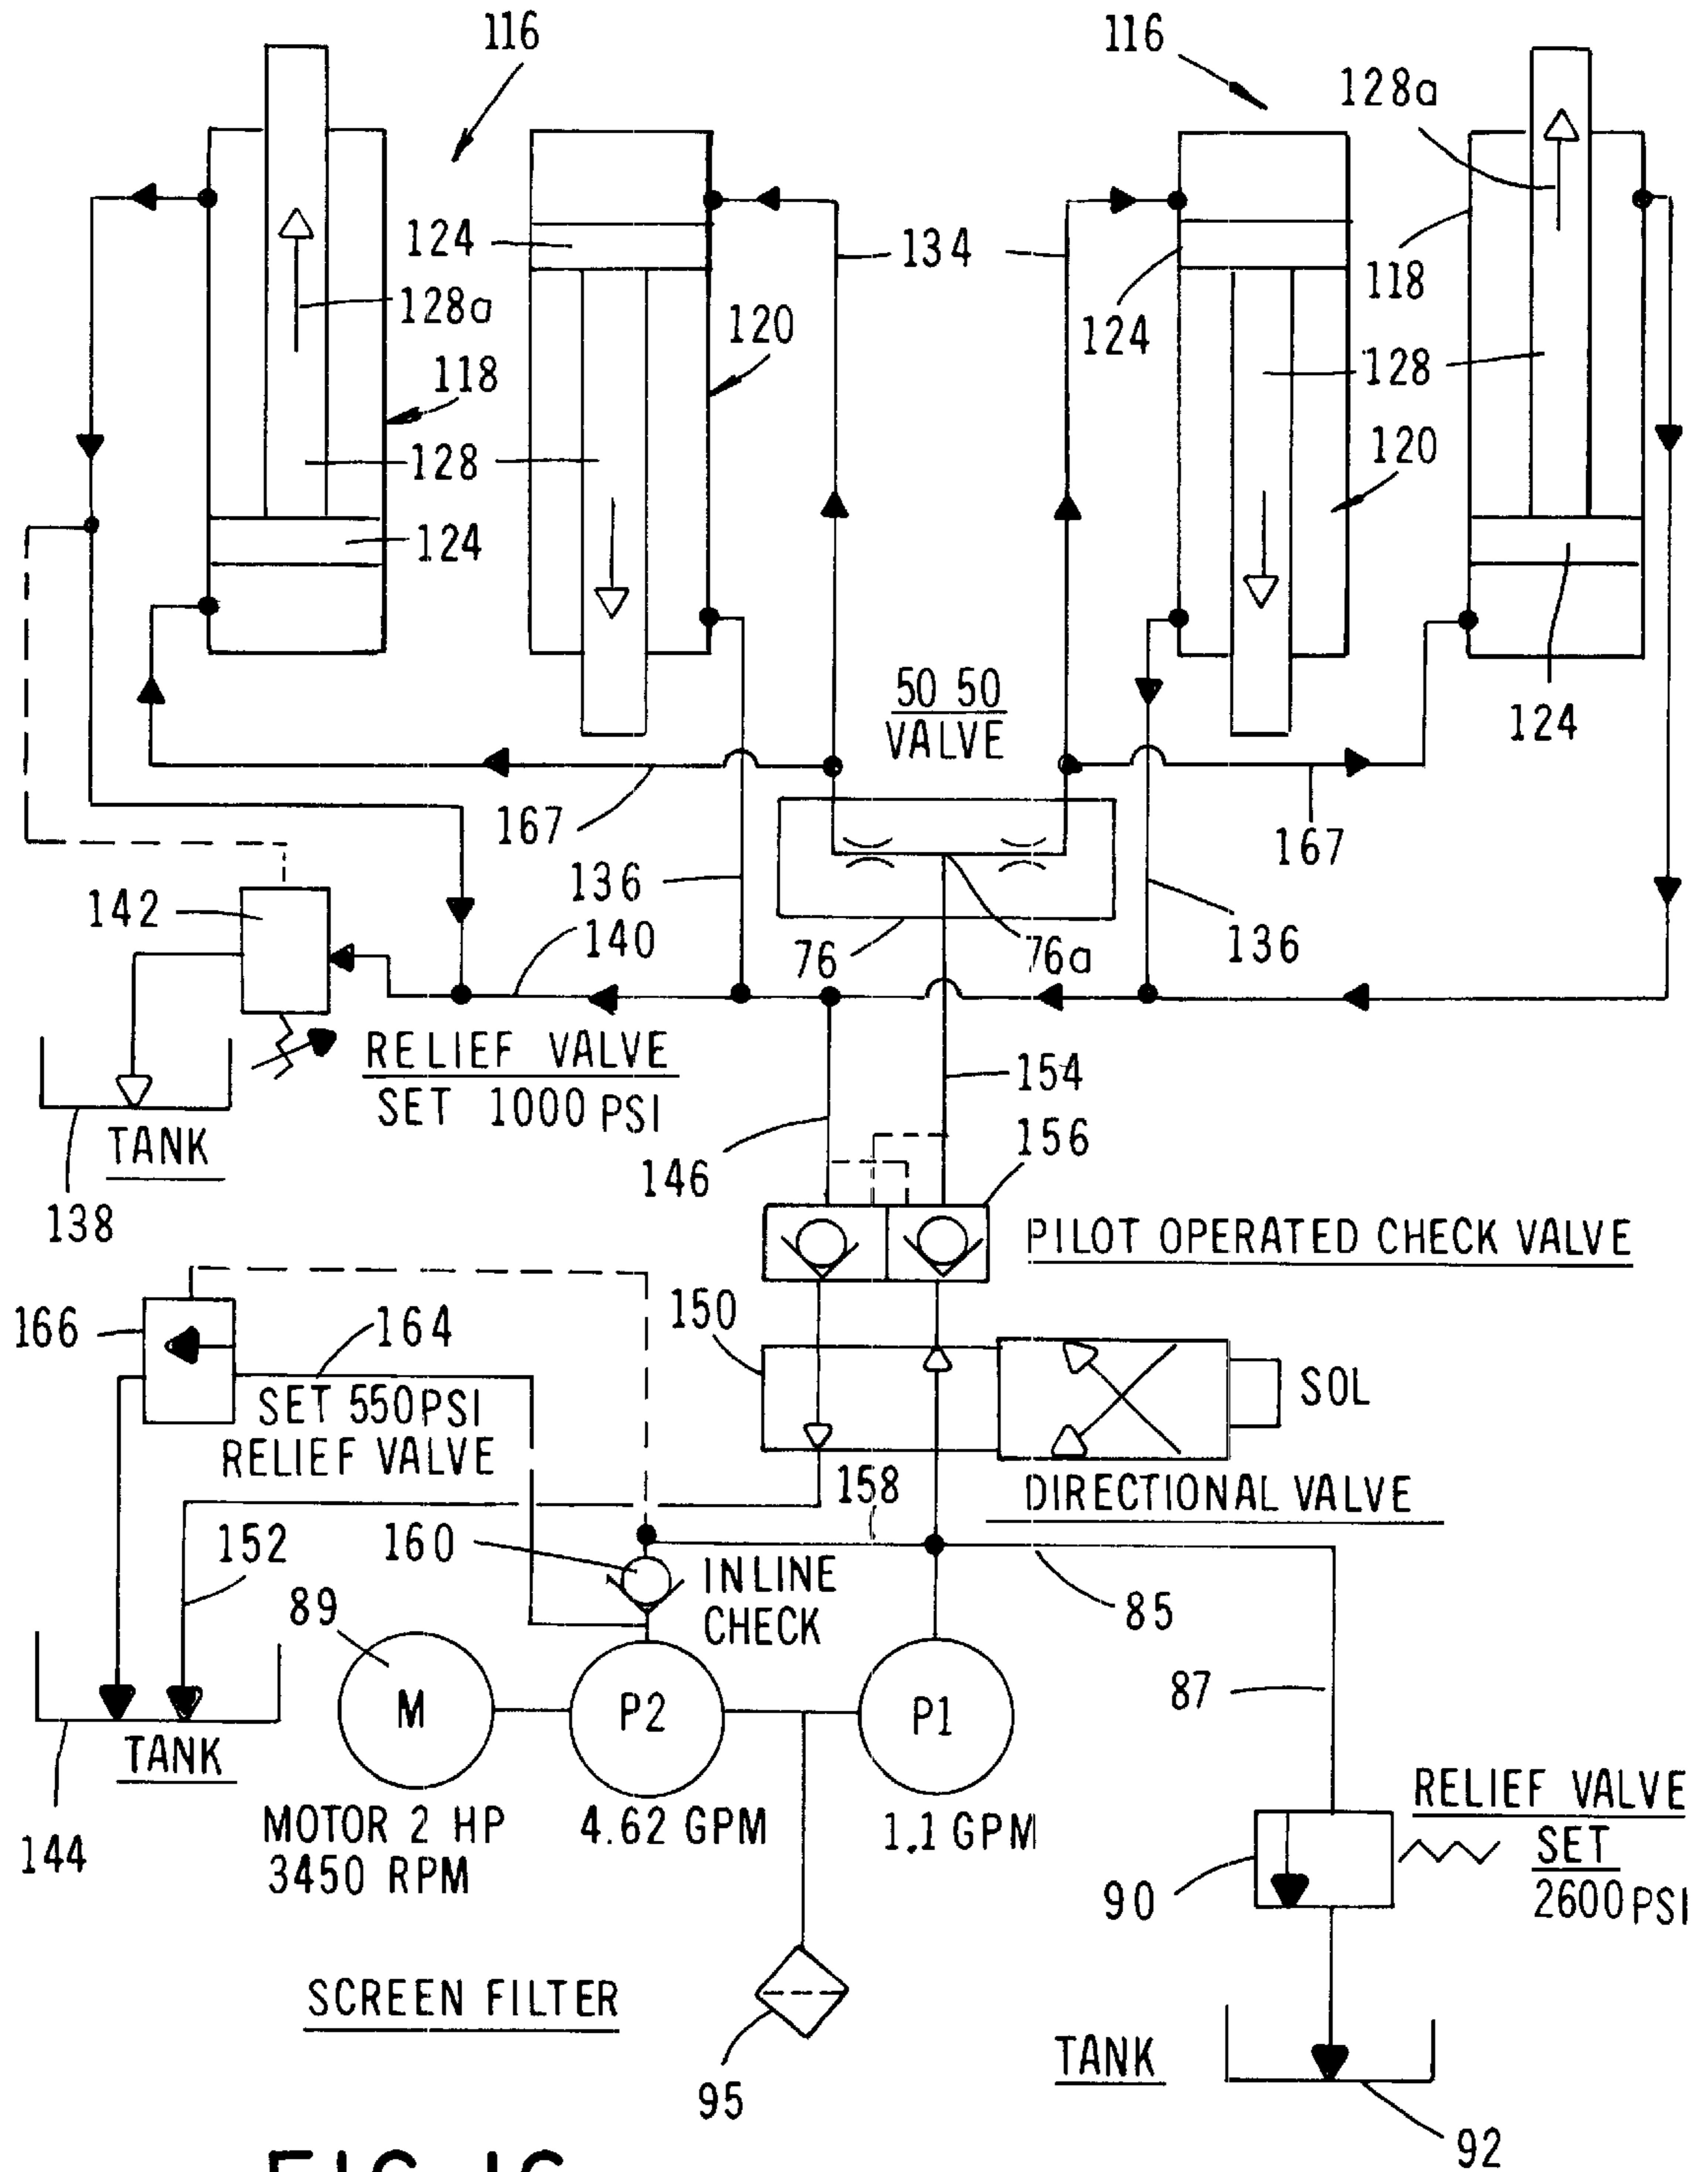 116
116
128a
124
134
128a
120
124
118
118
128
128
120
124
50 50
VALVE
124
167
167
142
136
140
76
76a
136
RELIEF VALVE
SET 1000 PSI
154
TANK
156
146
138
PILOT OPERATED CHECK VALVE
150
166
164
SOL
SET 550 PSI
RELIEF VALVE
158
DIRECTIONAL VALVE
152
160
INLINE
CHECK
89
85
87
M
P2
P1
TANK
RELIEF VALVE
MOTOR 2 HP
3450 RPM
4.62 GPM
1.1 GPM
SET
2600 PSI
144
90
SCREEN FILTER
TANK
95
92